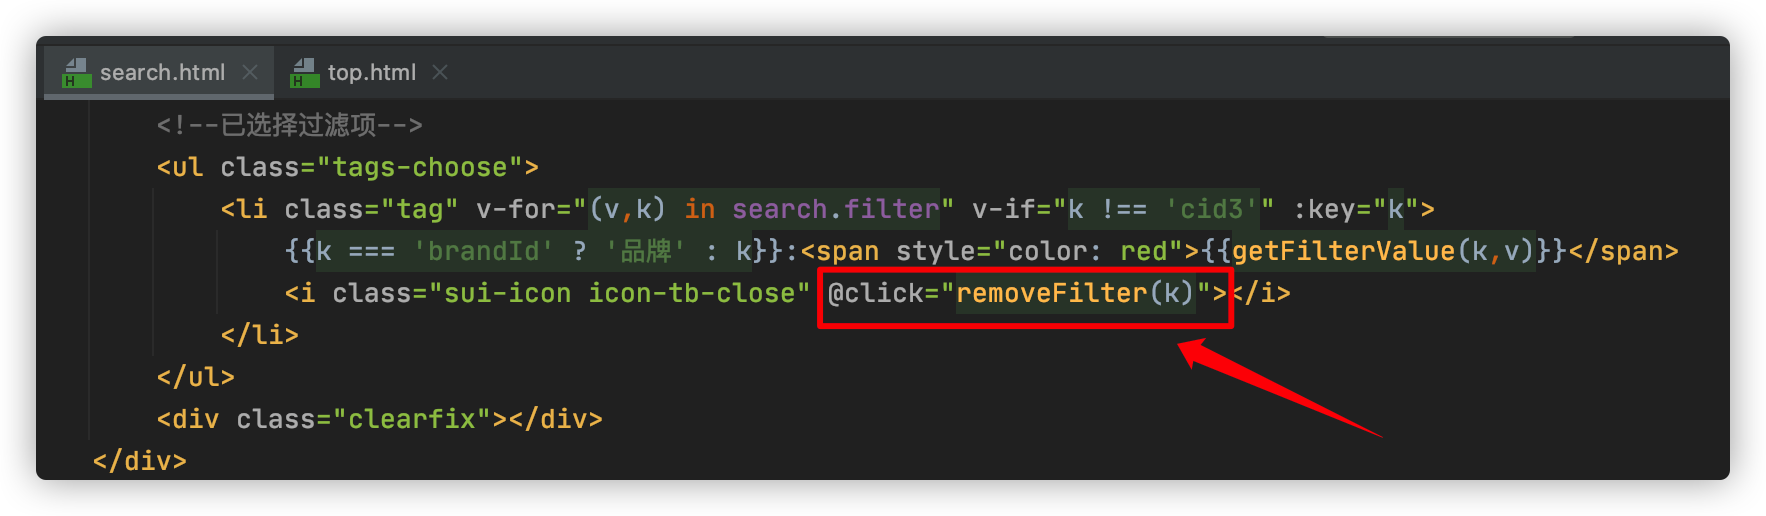 search.html top.html
<!--已选择过滤项-->
<ul class="tags-choose">
<li class="tag" v-for="(v,k) in search.filter" v-if="k !== 'cid3'" :key="k">
{{k === 'brandId' ? '品牌' : k}}:<span style="color: red">{{getFilterValue(k,v)}}</span>
<i class="sui-icon icon-tb-close" @click="removeFilter(k)"></i>
</li>
</ul>
<div class="clearfix"></div>
</div>